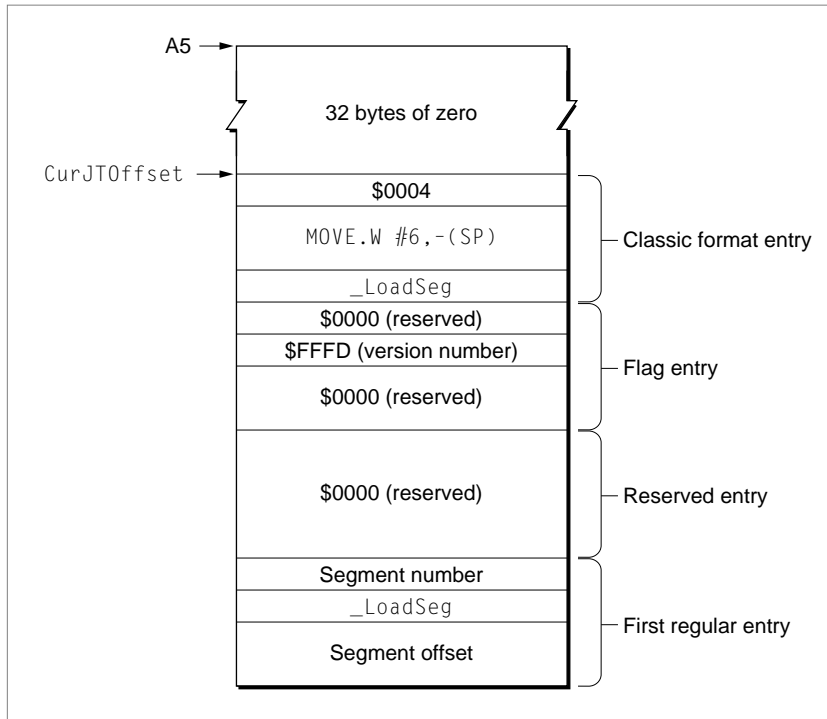 A5
32 bytes of zero
CurJTOffset
$0004
MOVE.W #6,-(SP)
Classic format entry
_LoadSeg
$0000 (reserved)
$FFFD (version number)
Flag entry
$0000 (reserved)
$0000 (reserved)
Reserved entry
Segment number
_LoadSeg
First regular entry
Segment offset